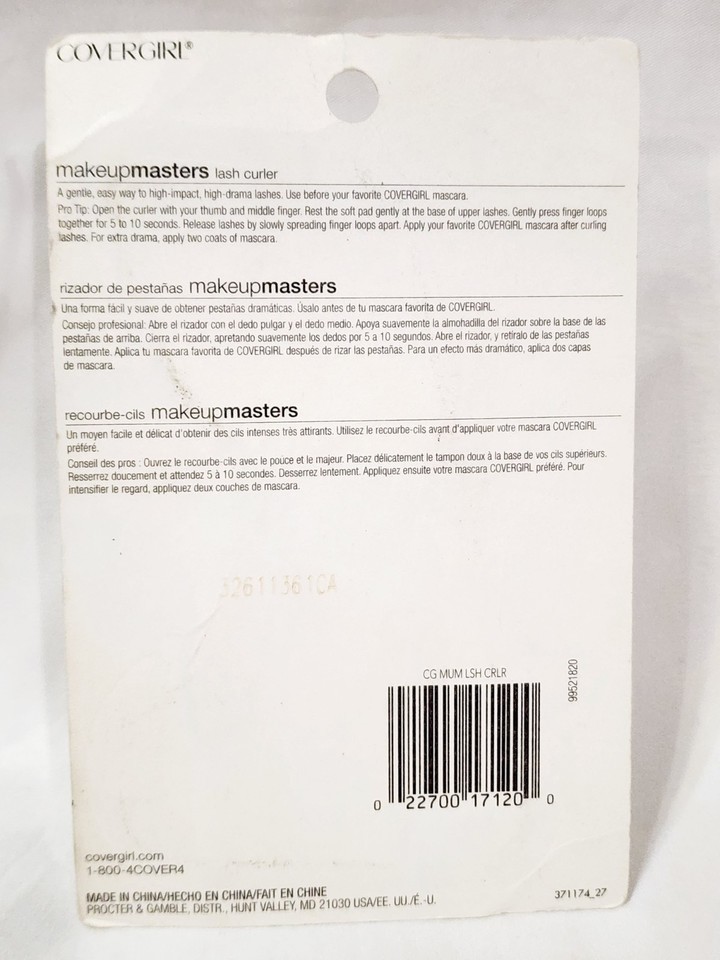 COVERGIRL®
makeupmasters lash curler
A gentle, easy way to high-impact, high-drama lashes. Use before your favorite COVERGIRL mascara.
Pro Tip: Open the curler with your thumb and middle finger. Rest the soft pad gently at the base of upper lashes. Gently press finger loops
together for 5 to 10 seconds. Release lashes by slowly spreading finger loops apart. Apply your favorite COVERGIRL mascara after curling
lashes. For extra drama, apply two coats of mascara.
rizador de pestañas makeupmasters
Una forma fácil y suave de obtener pestañas dramáticas. Úsalo antes de tu mascara favorita de COVERGIRL.
Consejo profesional: Abre el rizador con el dedo pulgar y el dedo medio. Apoya suavemente la almohadilla del rizador sobre la base de las
pestañas de arriba. Cierra el rizador, apretando suavemente los dedos por 5 a 10 segundos. Abre el rizador, y retíralo de las pestañas
lentamente. Aplica tu mascara favorita de COVERGIRL después de rizar las pestañas. Para un efecto más dramático, aplica dos capas
de mascara.
recourbe-cils makeupmasters
Un moyen facile et délicat d'obtenir des cils intenses très attirants. Utilisez le recourbe-cils avant d'appliquer votre mascara COVERGIRL
préféré.
Conseil des pros : Ouvrez le recourbe-cils avec le pouce et le majeur. Placez délicatement le tampon doux à la base de vos cils supérieurs.
Resserrez doucement et attendez 5 à 10 secondes. Desserrez lentement. Appliquez ensuite votre mascara COVERGIRL préféré. Pour
intensifier le regard, appliquez deux couches de mascara.
32611361CA
CG MUM LSH CRLR
99521820
0 22700 17120 0
covergirl.com
1-800-4COVER4
MADE IN CHINA/HECHO EN CHINA/FAIT EN CHINE
PROCTER & GAMBLE, DISTR., HUNT VALLEY, MD 21030 USA/EE. UU./É.-U.
371174_27